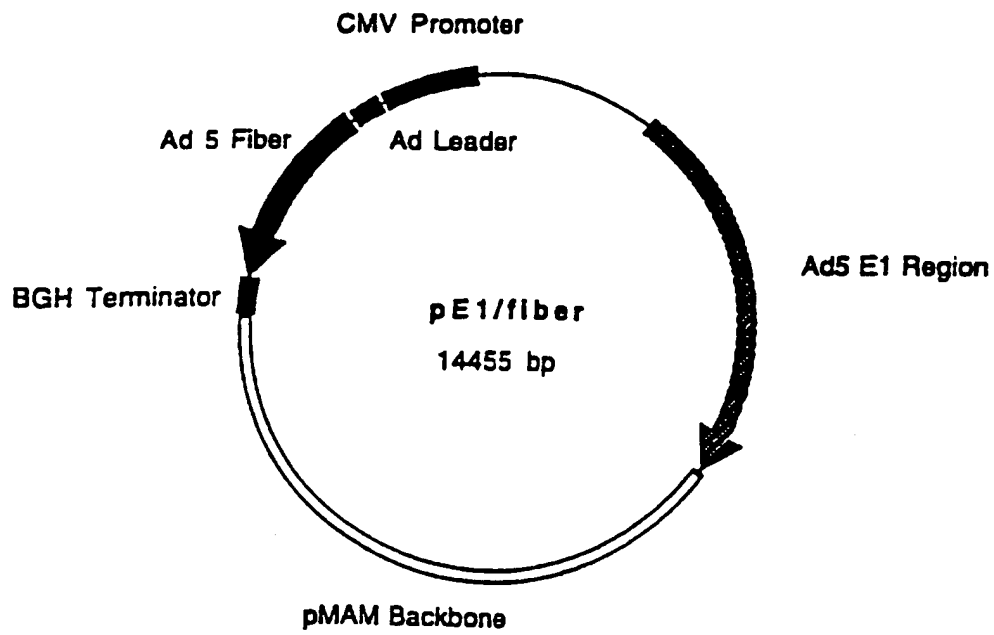 CMV Promoter
Ad 5 Fiber
Ad Leader
Ad5 E1 Region
BGH Terminator
pE1/fiber
14455 bp
pMAM Backbone